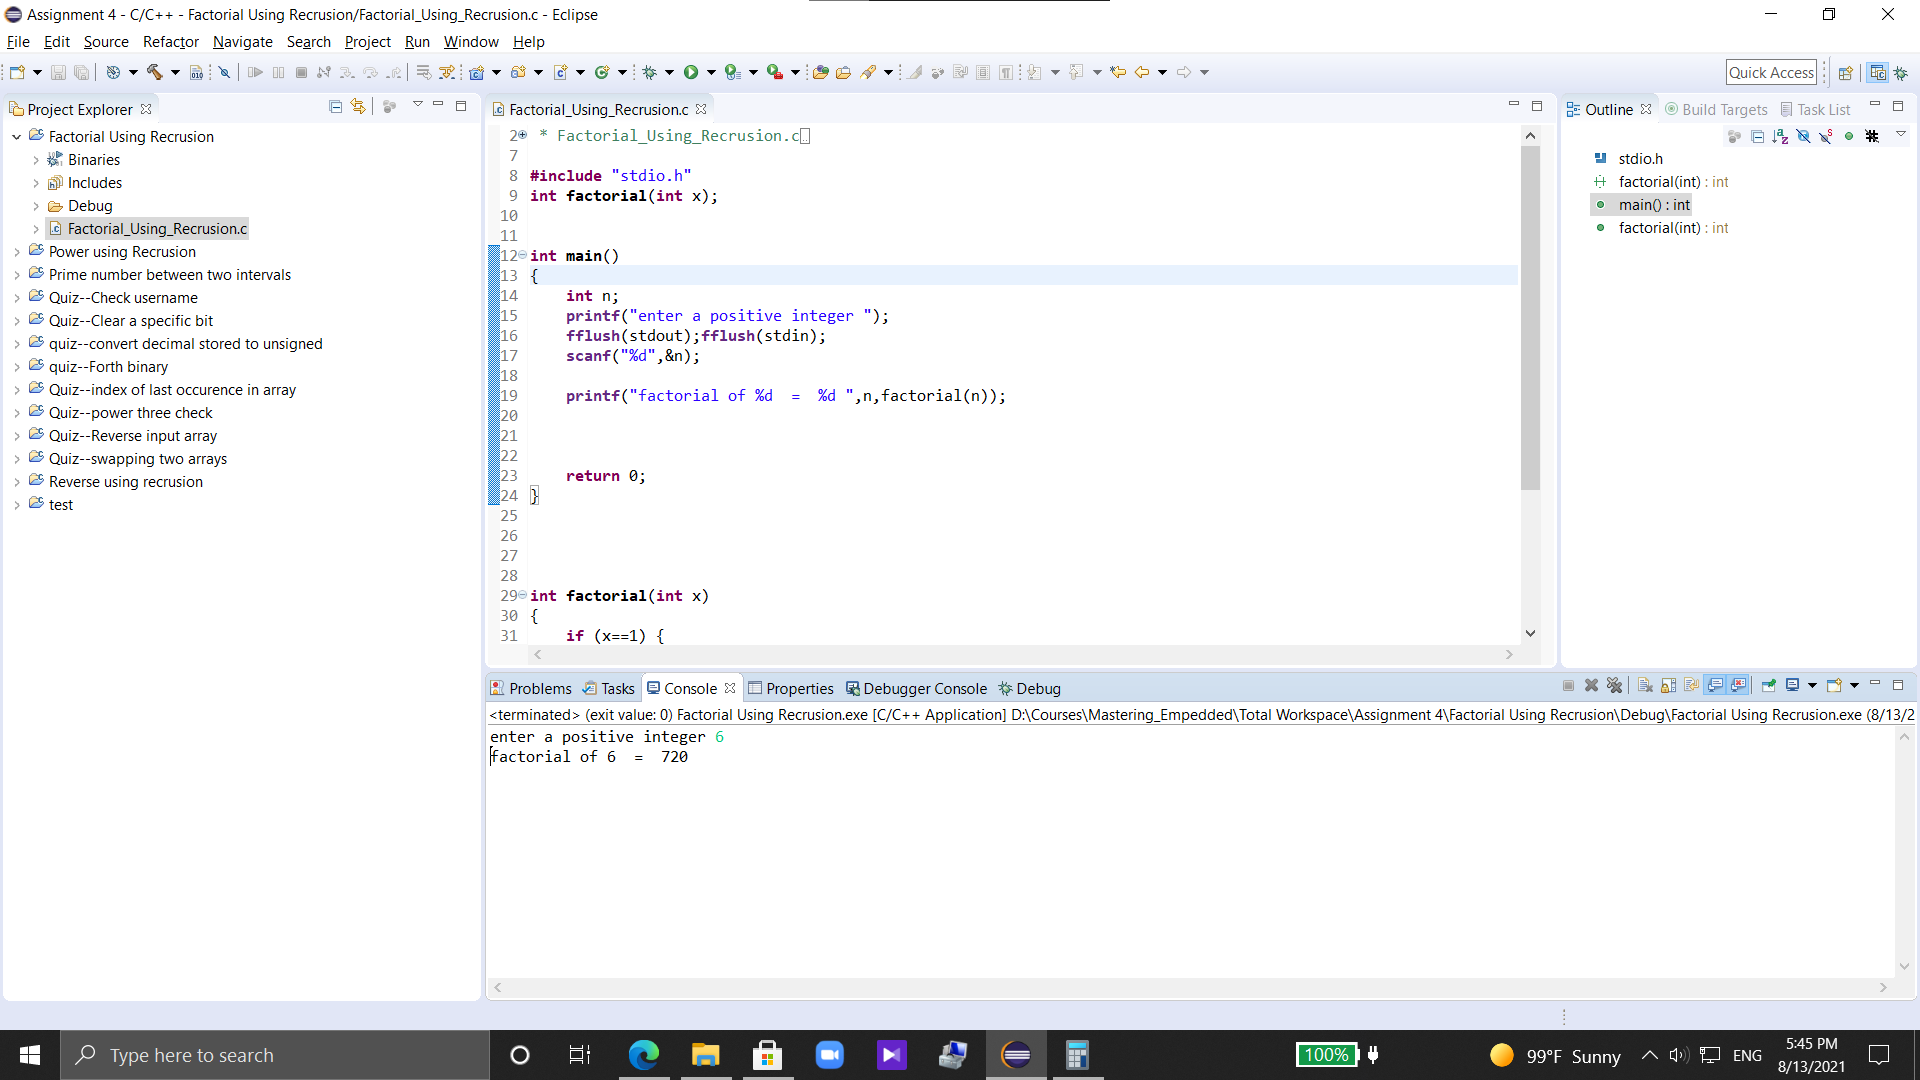 Assignment 4 - C/C++ - Factorial Using Recrusion/Factorial_Using_Recrusion.c - Eclipse
File Edit Source Refactor Navigate Search Project Run Window Help
Quick Access
Project Explorer
Factorial Using Recrusion
Binaries
Includes
Debug
Factorial_Using_Recrusion.c
Power using Recrusion
Prime number between two intervals
Quiz--Check username
Quiz--Clear a specific bit
quiz--convert decimal stored to unsigned
quiz--Forth binary
Quiz--index of last occurence in array
Quiz--power three check
Quiz--Reverse input array
Quiz--swapping two arrays
Reverse using recrusion
test
Factorial_Using_Recrusion.c
2 * Factorial_Using_Recrusion.c
7
8 #include "stdio.h"
9 int factorial(int x);
10
11
12 int main()
13 {
14 int n;
15 printf("enter a positive integer ");
16 fflush(stdout);fflush(stdin);
17 scanf("%d",&n);
18
19 printf("factorial of %d  =  %d ",n,factorial(n));
20
21
22
23 return 0;
24 }
25
26
27
28
29 int factorial(int x)
30 {
31 if (x==1) {
Outline Build Targets Task List
stdio.h
factorial(int) : int
main() : int
factorial(int) : int
Problems Tasks Console Properties Debugger Console Debug
<terminated> (exit value: 0) Factorial Using Recrusion.exe [C/C++ Application] D:\Courses\Mastering_Empedded\Total Workspace\Assignment 4\Factorial Using Recrusion\Debug\Factorial Using Recrusion.exe (8/13/2
enter a positive integer 6
factorial of 6  =  720
Type here to search
100%
99°F Sunny
ENG
5:45 PM
8/13/2021